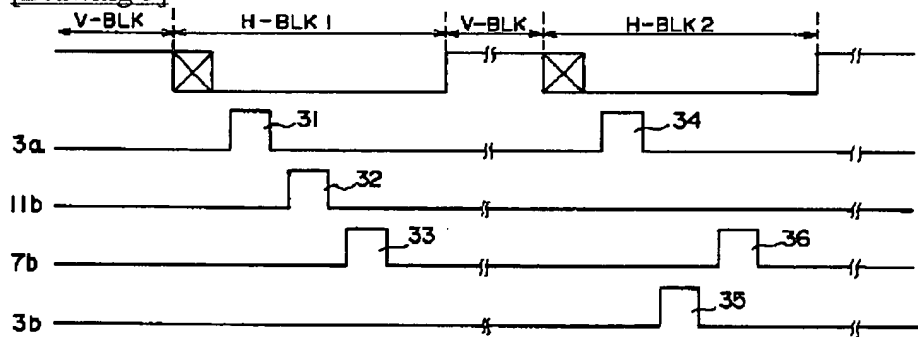 V-BLK H-BLK 1 V-BLK H-BLK 2
3a 31 34
11b 32
7b 33 36
3b 35